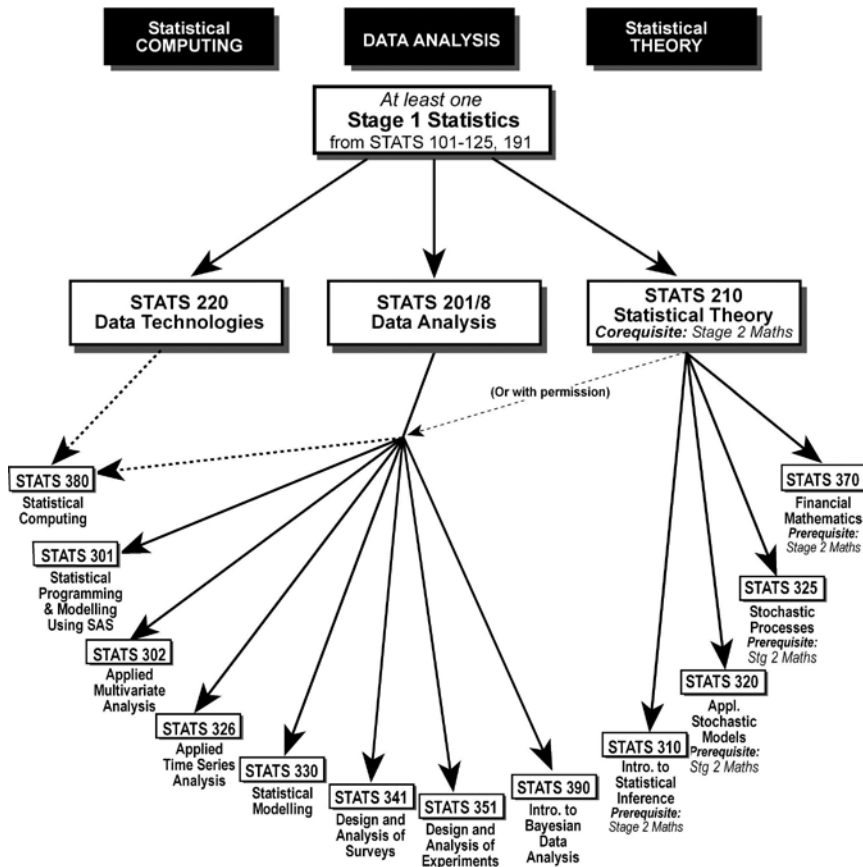 Statistical
COMPUTING
DATA ANALYSIS
Statistical
THEORY
At least one
Stage 1 Statistics
from STATS 101-125, 191
STATS 220
Data Technologies
STATS 201/8
Data Analysis
STATS 210
Statistical Theory
Corequisite: Stage 2 Maths
(Or with permission)
STATS 380
Statistical
Computing
STATS 370
Financial
Mathematics
Prerequisite:
Stage 2 Maths
STATS 301
Statistical
Programming
& Modelling
Using SAS
STATS 325
Stochastic
Processes
Prerequisite:
Stg 2 Maths
STATS 302
Applied
Multivariate
Analysis
STATS 320
Appl.
Stochastic
Models
Prerequisite:
Stg 2 Maths
STATS 326
Applied
Time Series
Analysis
STATS 310
Intro. to
Statistical
Inference
Prerequisite:
Stage 2 Maths
STATS 330
Statistical
Modelling
STATS 341
Design and
Analysis of
Surveys
STATS 351
Design and
Analysis of
Experiments
STATS 390
Intro. to
Bayesian
Data
Analysis